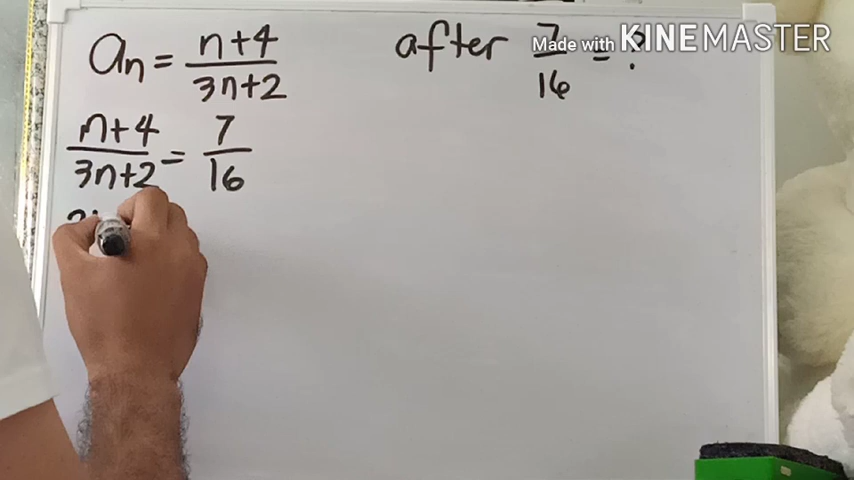 aₙ = n+4 / 3n+2 after 7/16 = ?
n+4 / 3n+2 = 7/16
Made with KINEMASTER